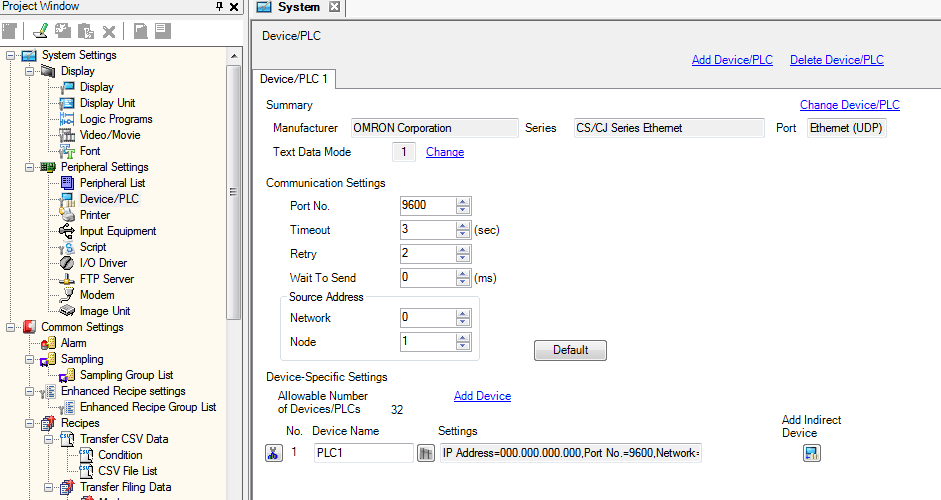 Project Window
System Settings
Display
Display
Display Unit
Logic Programs
Video/Movie
Font
Peripheral Settings
Peripheral List
Device/PLC
Printer
Input Equipment
Script
I/O Driver
FTP Server
Modem
Image Unit
Common Settings
Alarm
Sampling
Sampling Group List
Enhanced Recipe settings
Enhanced Recipe Group List
Recipes
CSV Transfer CSV Data
CSV Condition
CSV CSV File List
Transfer Filing Data
System
Device/PLC
Add Device/PLC Delete Device/PLC
Device/PLC 1
Summary Change Device/PLC
Manufacturer OMRON Corporation Series CS/CJ Series Ethernet Port Ethernet (UDP)
Text Data Mode 1 Change
Communication Settings
Port No. 9600
Timeout 3 (sec)
Retry 2
Wait To Send 0 (ms)
Source Address
Network 0
Node 1
Default
Device-Specific Settings
Allowable Number Add Device
of Devices/PLCs 32
Add Indirect
No. Device Name Settings Device
1 PLC1 IP Address=000.000.000.000,Port No.=9600,Network=